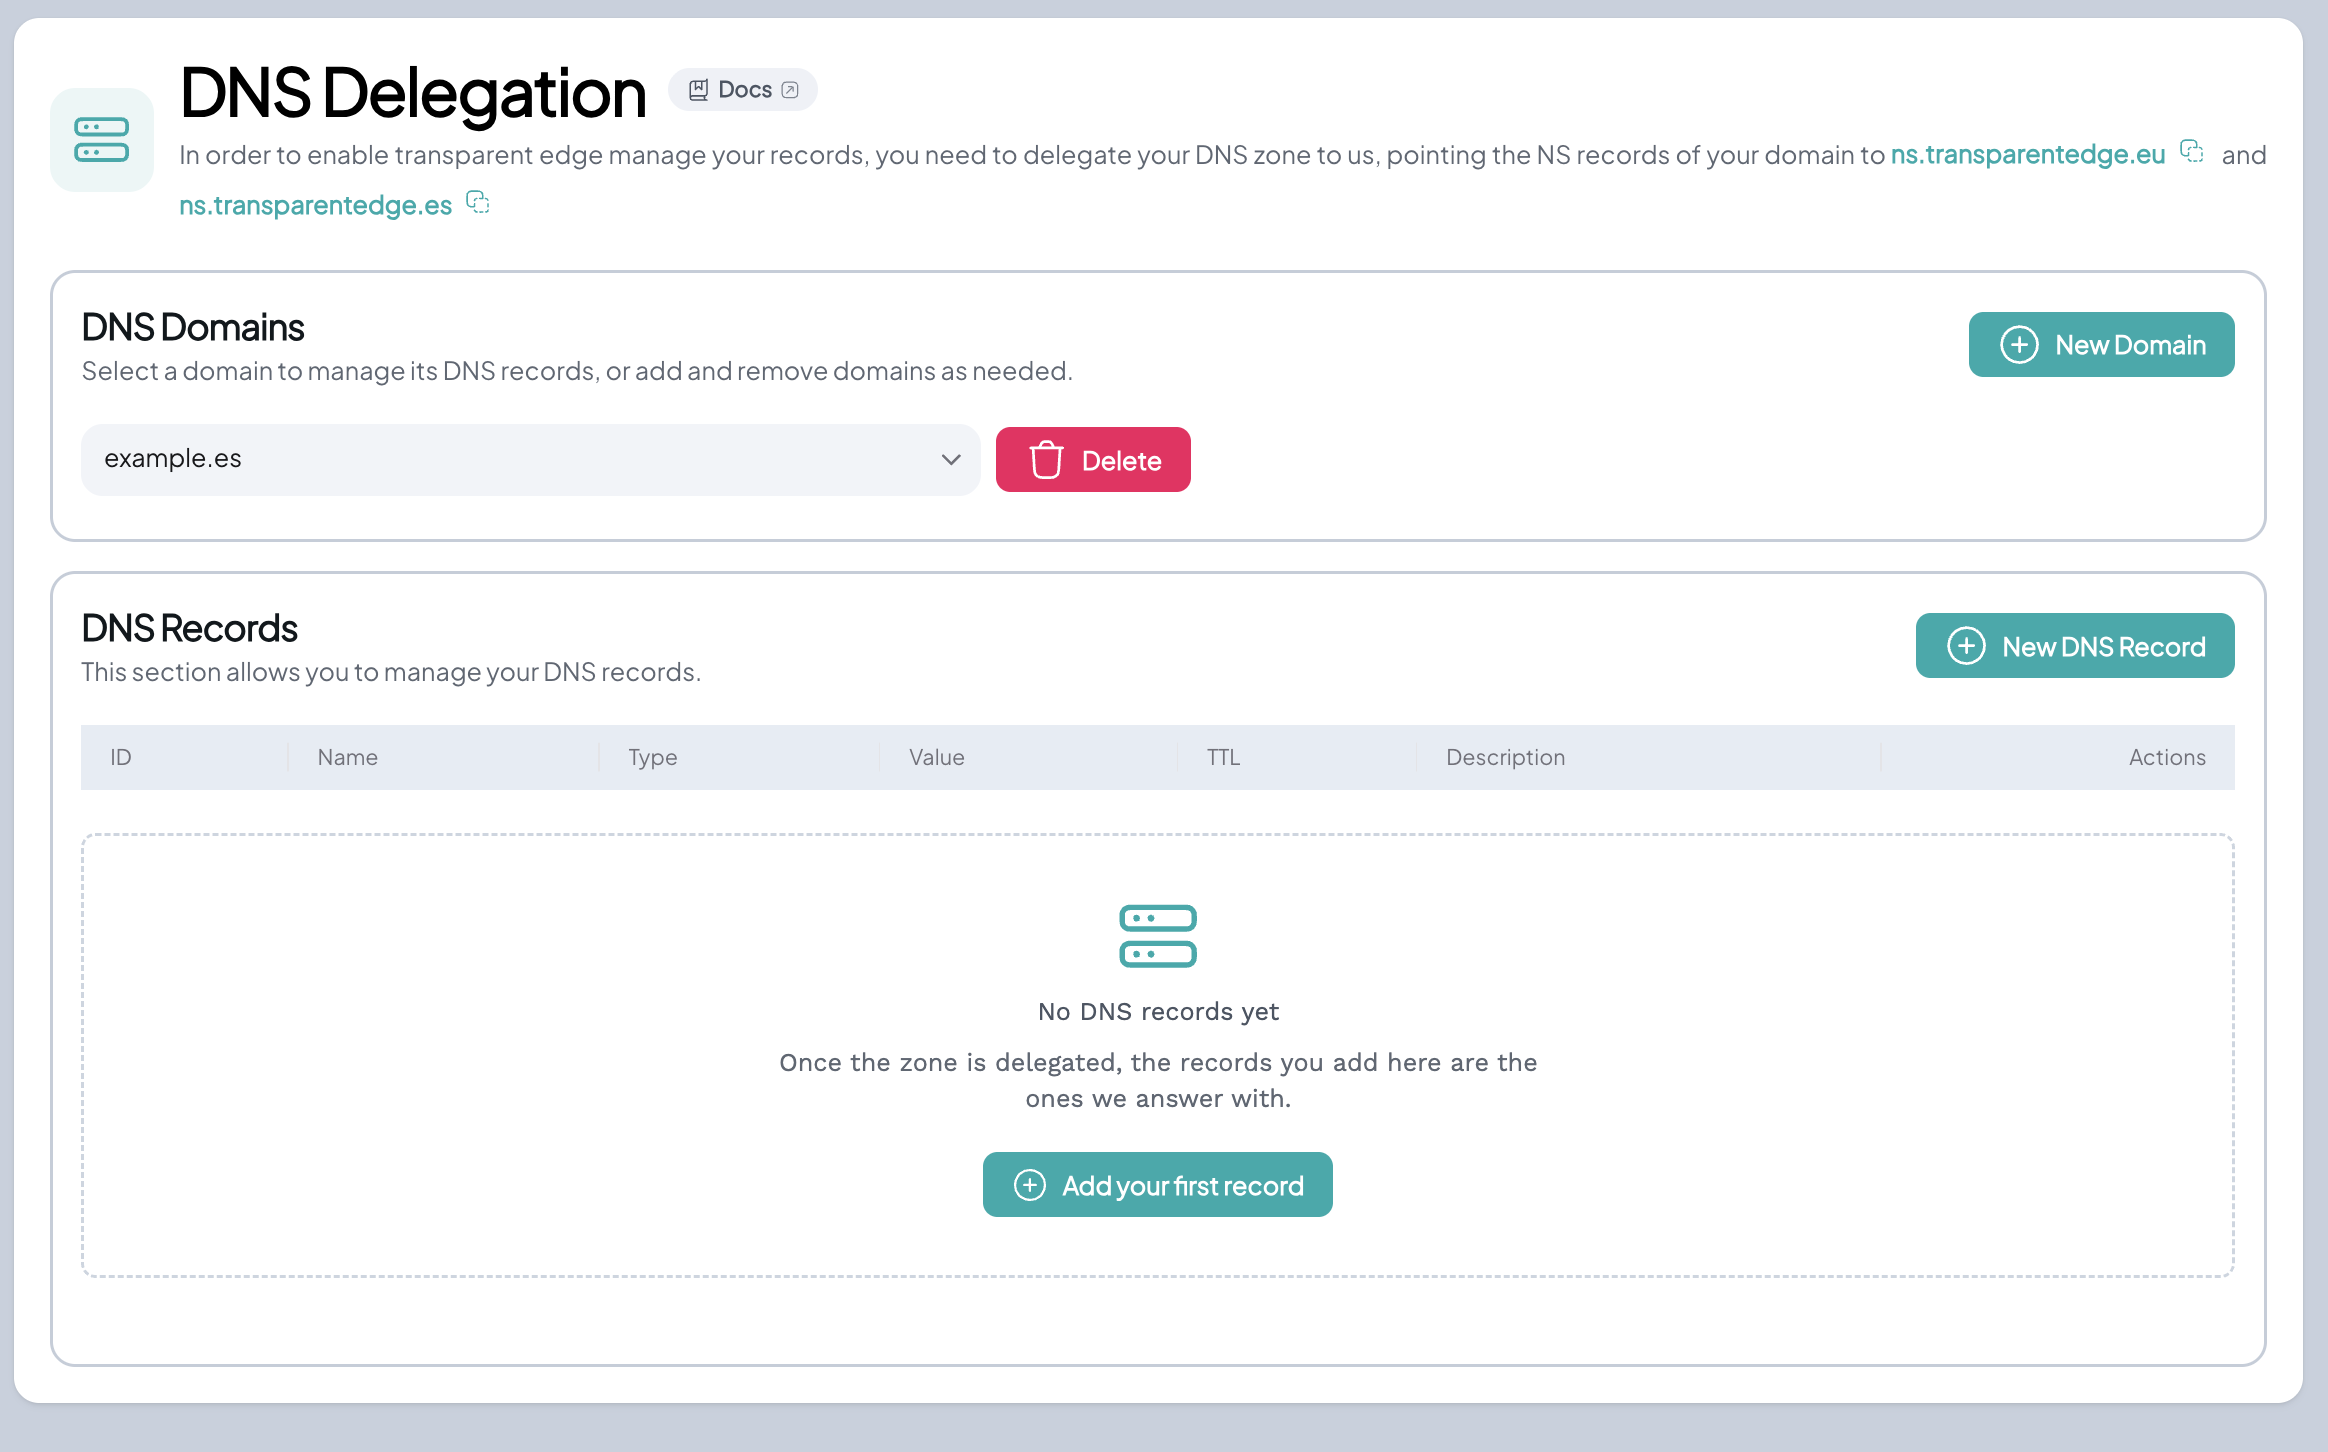 DNS Delegation
Docs
In order to enable transparent edge manage your records, you need to delegate your DNS zone to us, pointing the NS records of your domain to ns.transparentedge.eu and
ns.transparentedge.es
DNS Domains
New Domain
Select a domain to manage its DNS records, or add and remove domains as needed.
example.es
Delete
DNS Records
New DNS Record
This section allows you to manage your DNS records.
ID Name Type Value TTL Description Actions
No DNS records yet
Once the zone is delegated, the records you add here are the
ones we answer with.
Add your first record